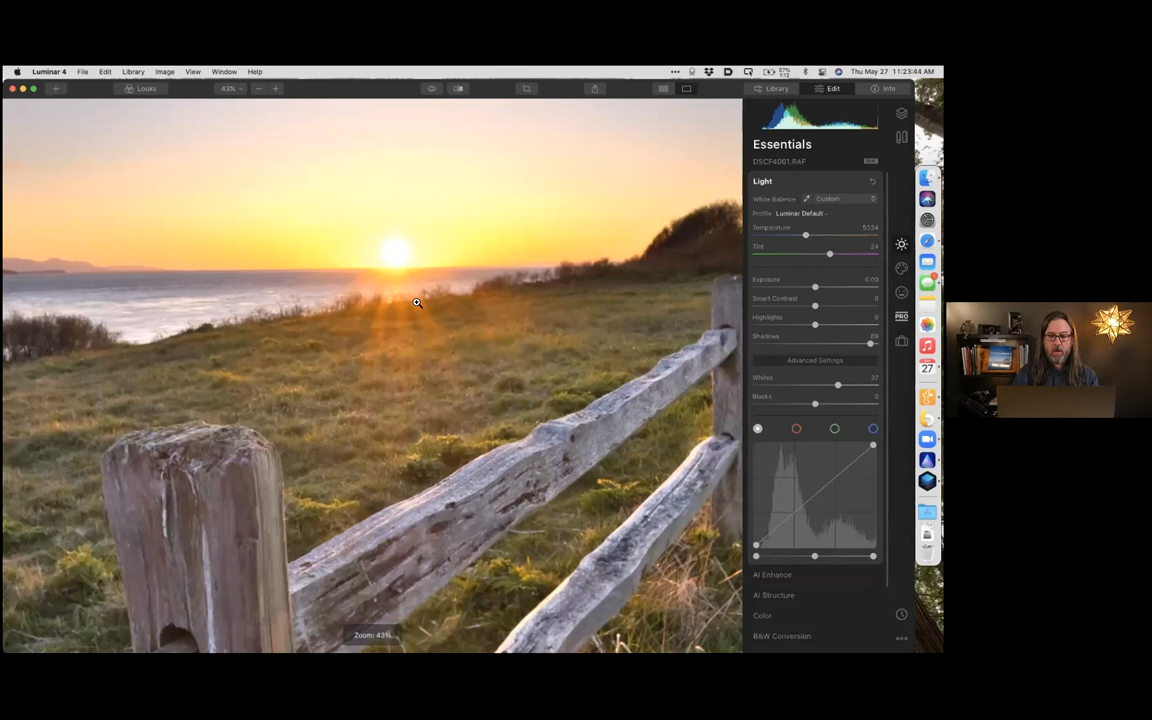 Luminar 4 File Edit Library Image View Window Help
Thu May 27 11:23:44 AM
Looks 43% Library Edit Info
Essentials
DSCF4061.RAF
Light
White Balance Custom
Profile Luminar Default
Temperature 5334
Tint 24
Exposure 0.00
Smart Contrast 0
Highlights 0
Shadows 89
Advanced Settings
Whites 37
Blacks 0
AI Enhance
AI Structure
Color
B&W Conversion
PRO
27
Zoom: 43%